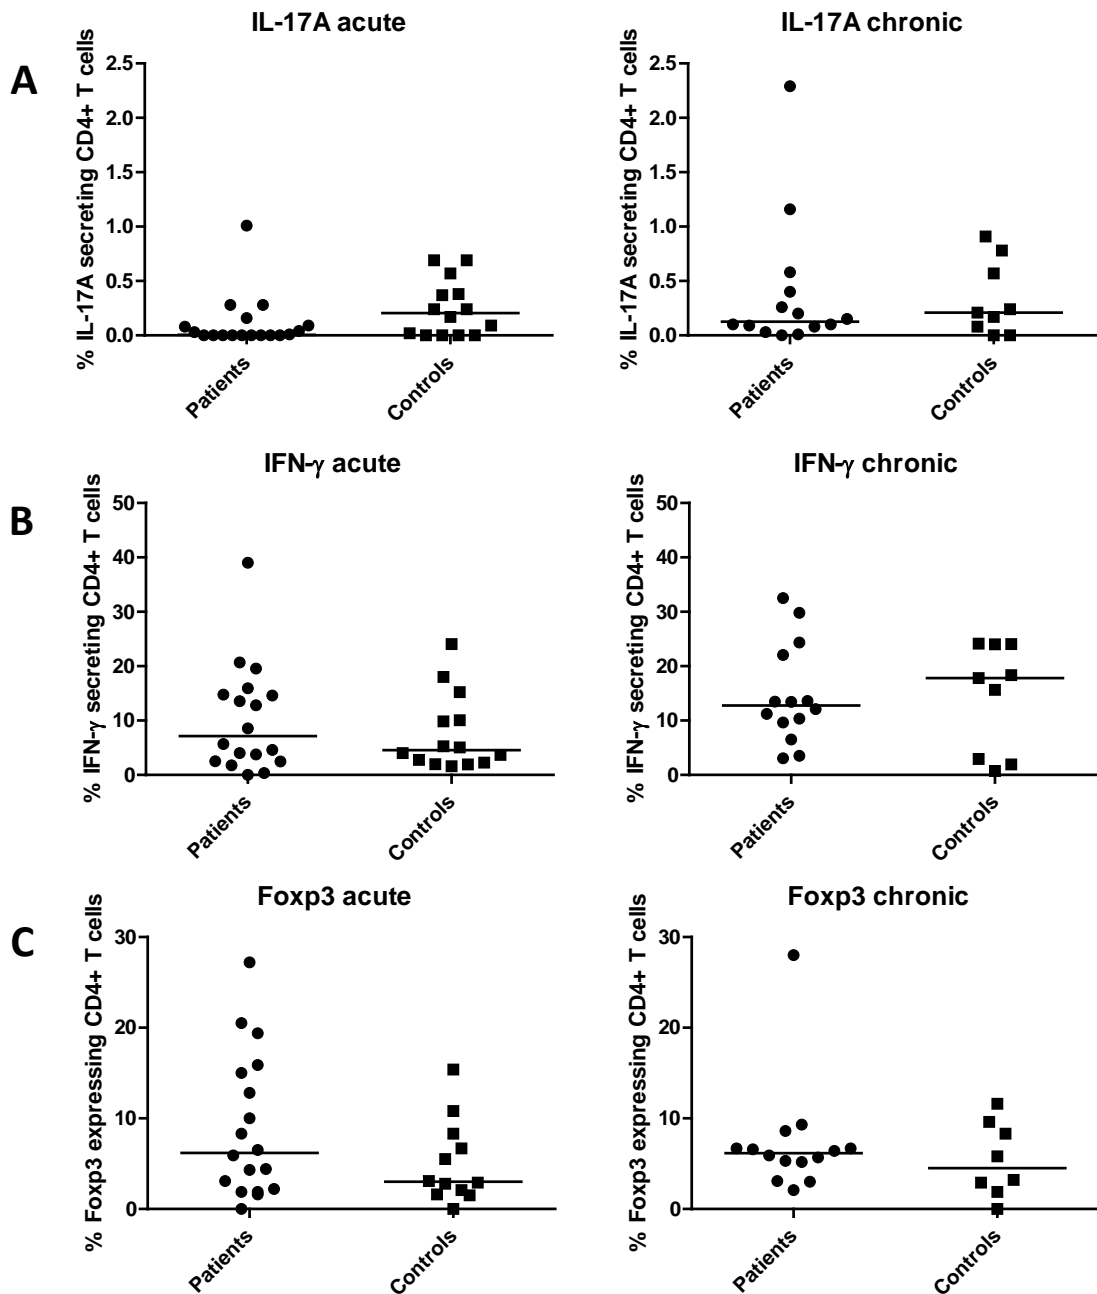 IL-17A acute
IL-17A chronic
A
% IL-17A secreting CD4+ T cells
2.5
2.0
1.5
1.0
0.5
0.0
Patients
Controls
% IL-17A secreting CD4+ T cells
2.5
2.0
1.5
1.0
0.5
0.0
Patients
Controls
IFN-γ acute
IFN-γ chronic
B
% IFN-γ secreting CD4+ T cells
50
40
30
20
10
0
Patients
Controls
% IFN-γ secreting CD4+ T cells
50
40
30
20
10
0
Patients
Controls
Foxp3 acute
Foxp3 chronic
C
% Foxp3 expressing CD4+ T cells
30
20
10
0
Patients
Controls
% Foxp3 expressing CD4+ T cells
30
20
10
0
Patients
Controls